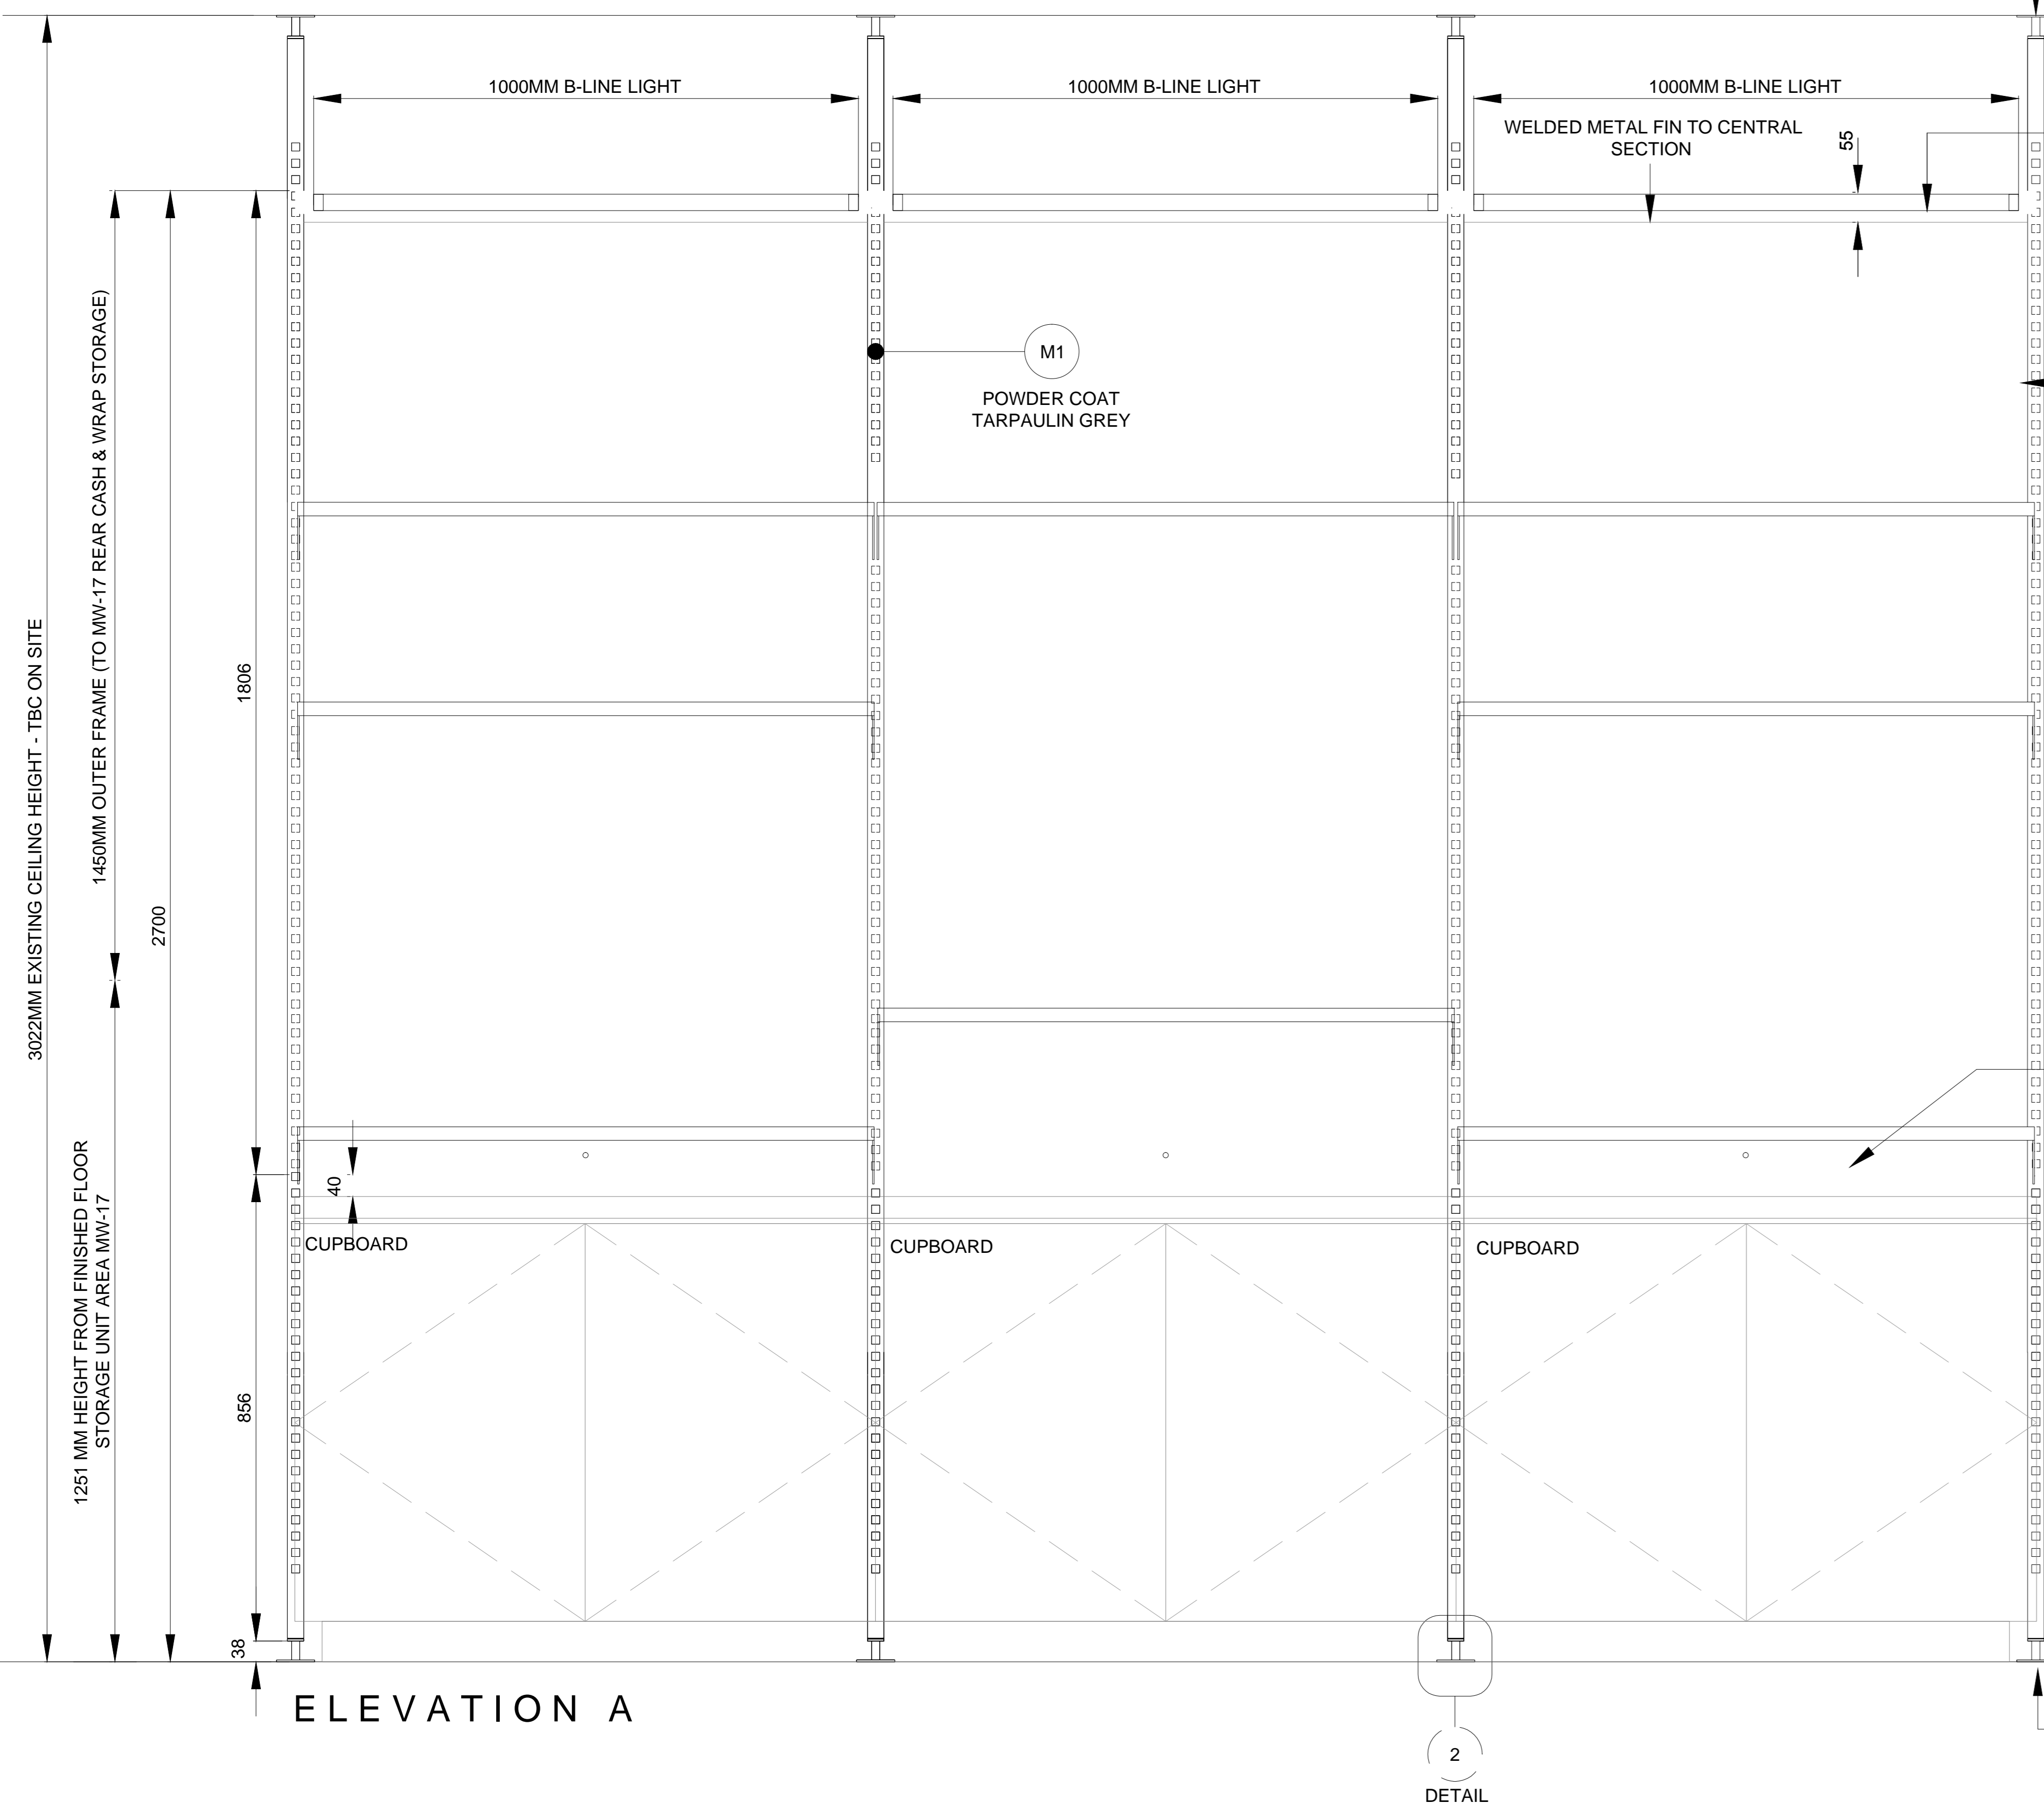 1000MM B-LINE LIGHT
1000MM B-LINE LIGHT
1000MM B-LINE LIGHT
WELDED METAL FIN TO CENTRAL
SECTION
55
M1
POWDER COAT
TARPAULIN GREY
3022MM EXISTING CEILING HEIGHT - TBC ON SITE
1450MM OUTER FRAME (TO MW-17 REAR CASH & WRAP STORAGE)
2700
1806
1251 MM HEIGHT FROM FINISHED FLOOR
STORAGE UNIT AREA MW-17
40
856
38
CUPBOARD
CUPBOARD
CUPBOARD
ELEVATION A
2
DETAIL